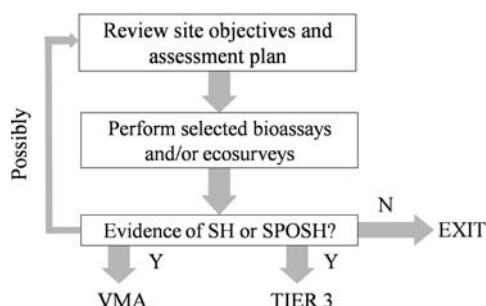 Review site objectives and
assessment plan
Possibly
Perform selected bioassays
and/or ecosurveys
N
Evidence of SH or SPOSH?
EXIT
Y
Y
VMA
TIER 3